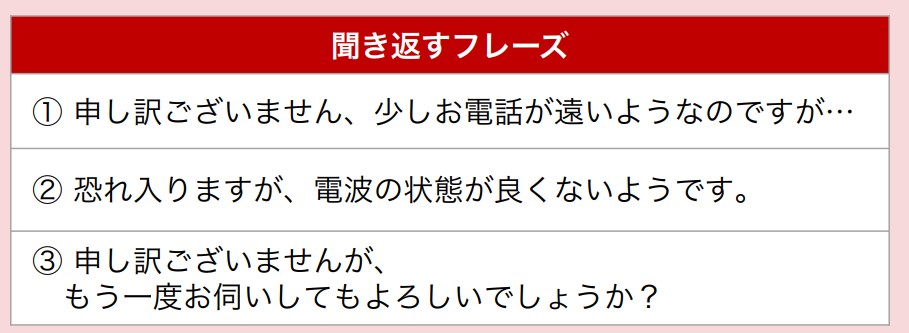 聞き返すフレーズ
① 申し訳ございません、少しお電話が遠いようなのですが…
② 恐れ入りますが、電波の状態が良くないようです。
③ 申し訳ございませんが、
もう一度お伺いしてもよろしいでしょうか？